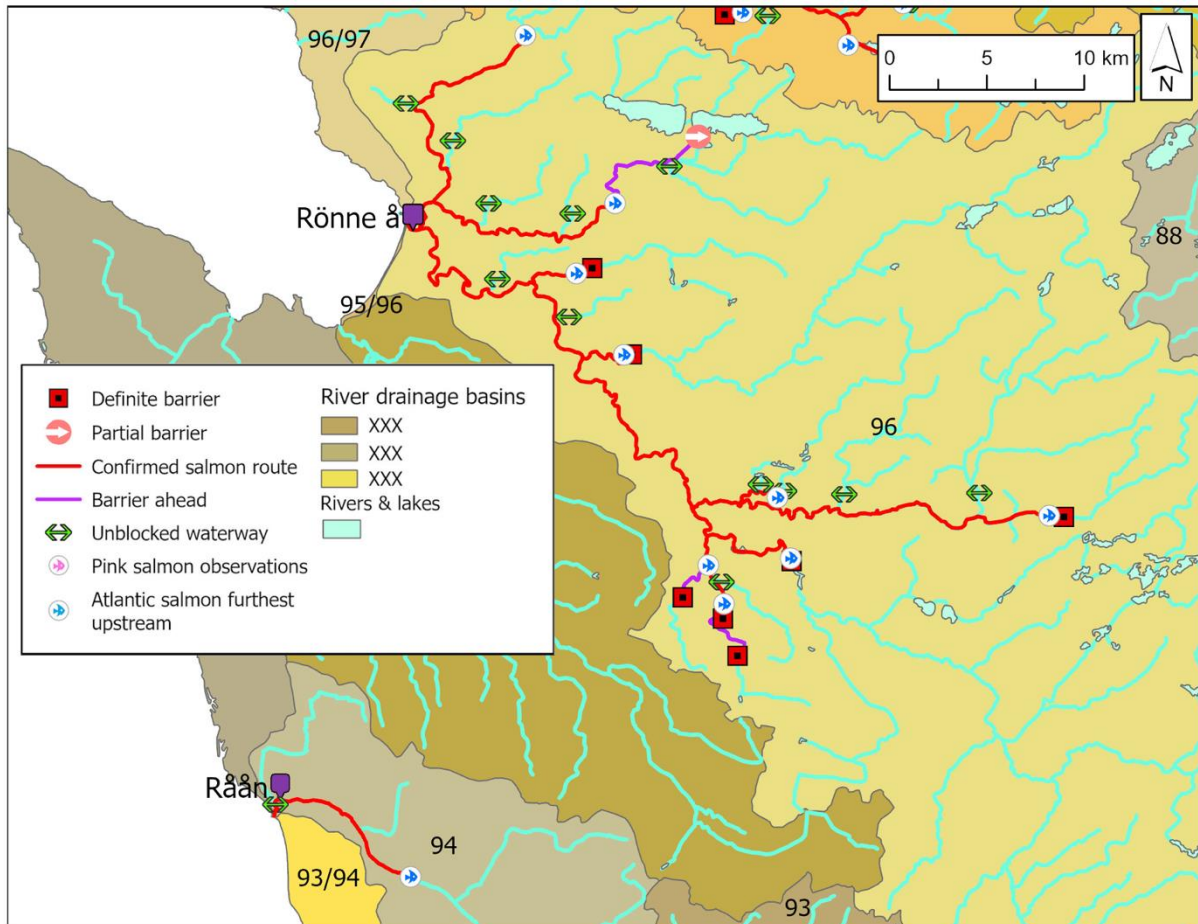 96/97
0 5 10 km
N
Rönne å
88
95/96
96
Definite barrier
Partial barrier
Confirmed salmon route
Barrier ahead
Unblocked waterway
Pink salmon observations
Atlantic salmon furthest
upstream
River drainage basins
XXX
XXX
XXX
Rivers & lakes
Råån
94
93/94
93